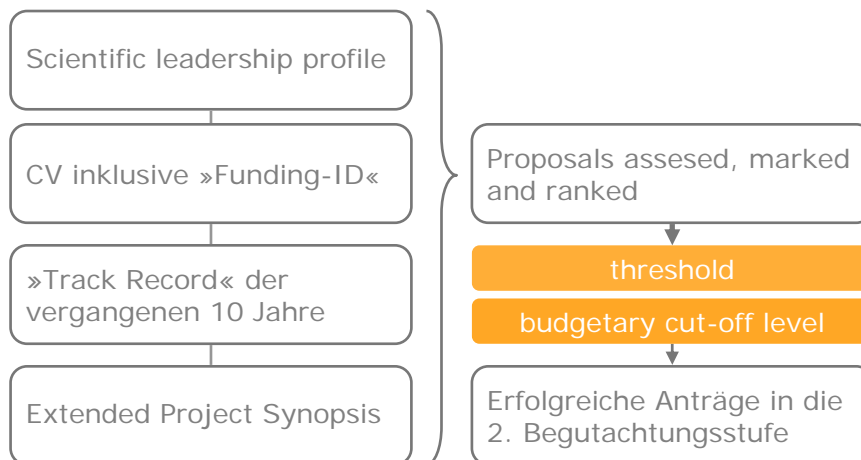 Scientific leadership profile
CV inklusive »Funding-ID«
»Track Record« der
vergangenen 10 Jahre
Extended Project Synopsis
Proposals assesed, marked
and ranked
threshold
budgetary cut-off level
Erfolgreiche Anträge in die
2. Begutachtungsstufe